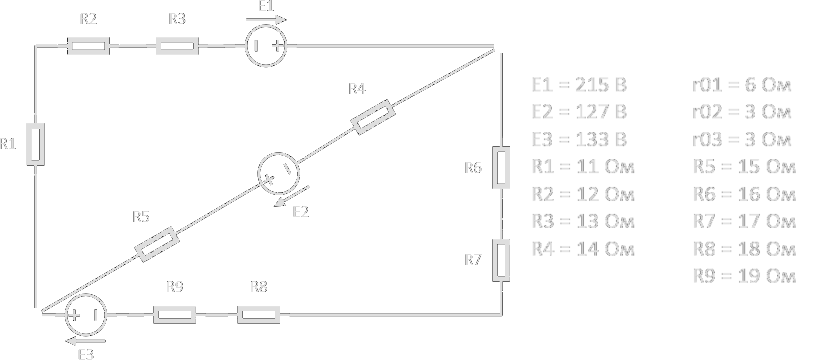 E1
R2 R3
R4
E1 = 215 В r01 = 6 Ом
E2 = 127 В r02 = 3 Ом
E3 = 133 В r03 = 3 Ом
R1 = 11 Ом R5 = 15 Ом
R2 = 12 Ом R6 = 16 Ом
R3 = 13 Ом R7 = 17 Ом
R4 = 14 Ом R8 = 18 Ом
R9 = 19 Ом
R1
R6
E2
R5
R7
R9 R8
E3